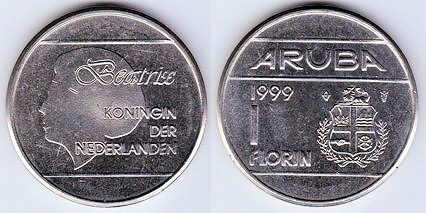 Beatrix
KONINGIN
DER
NEDERLANDEN
ARUBA
1999
1
FLORIN